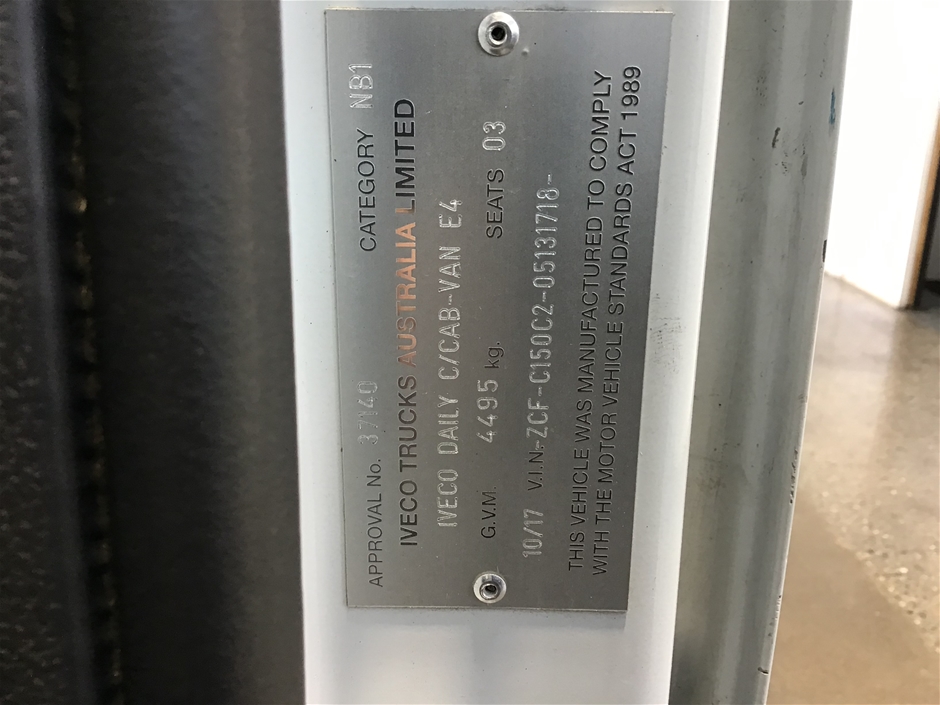 APPROVAL No. 37140 CATEGORY NB1
IVECO TRUCKS AUSTRALIA LIMITED
IVECO DAILY C/CAB-VAN E4
G.V.M. 4495 kg. SEATS 03
10/17 V.I.N.-ZCF-C150C2-05131718-
THIS VEHICLE WAS MANUFACTURED TO COMPLY
WITH THE MOTOR VEHICLE STANDARDS ACT 1989